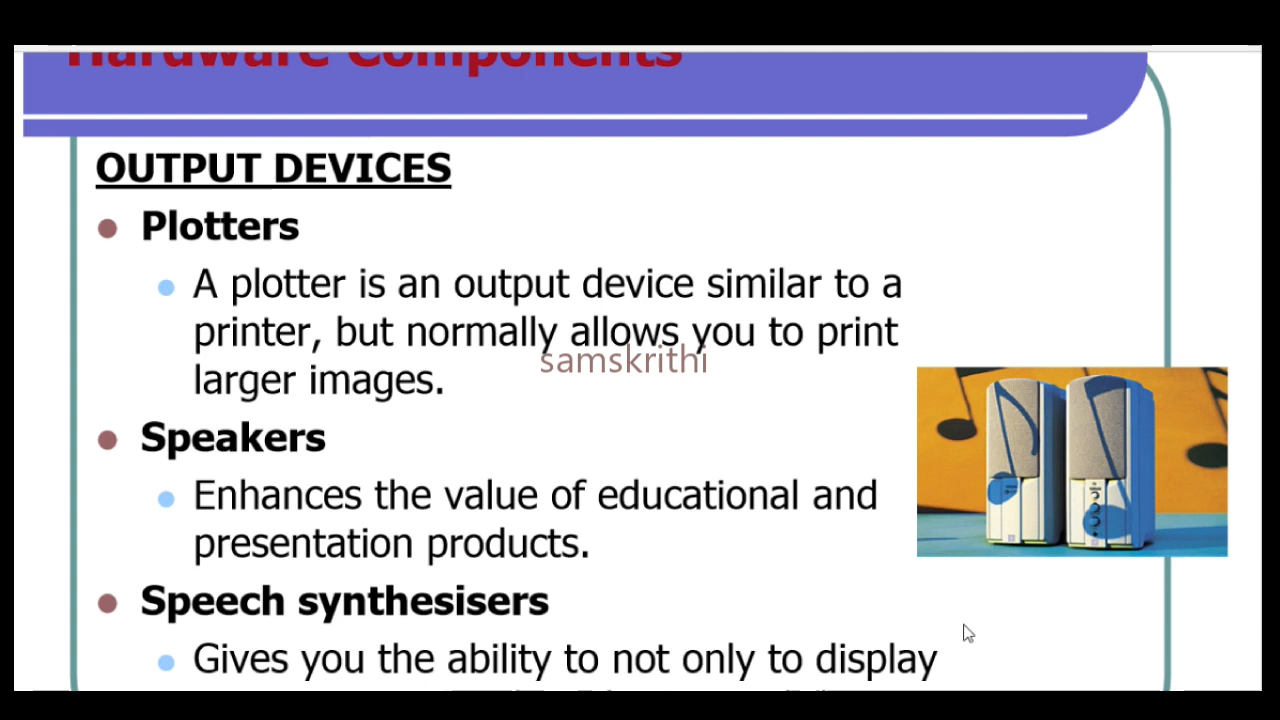 Hardware Components
OUTPUT DEVICES
Plotters
A plotter is an output device similar to a
printer, but normally allows you to print
samskrithi
larger images.
Speakers
Enhances the value of educational and
presentation products.
Speech synthesisers
Gives you the ability to not only to display